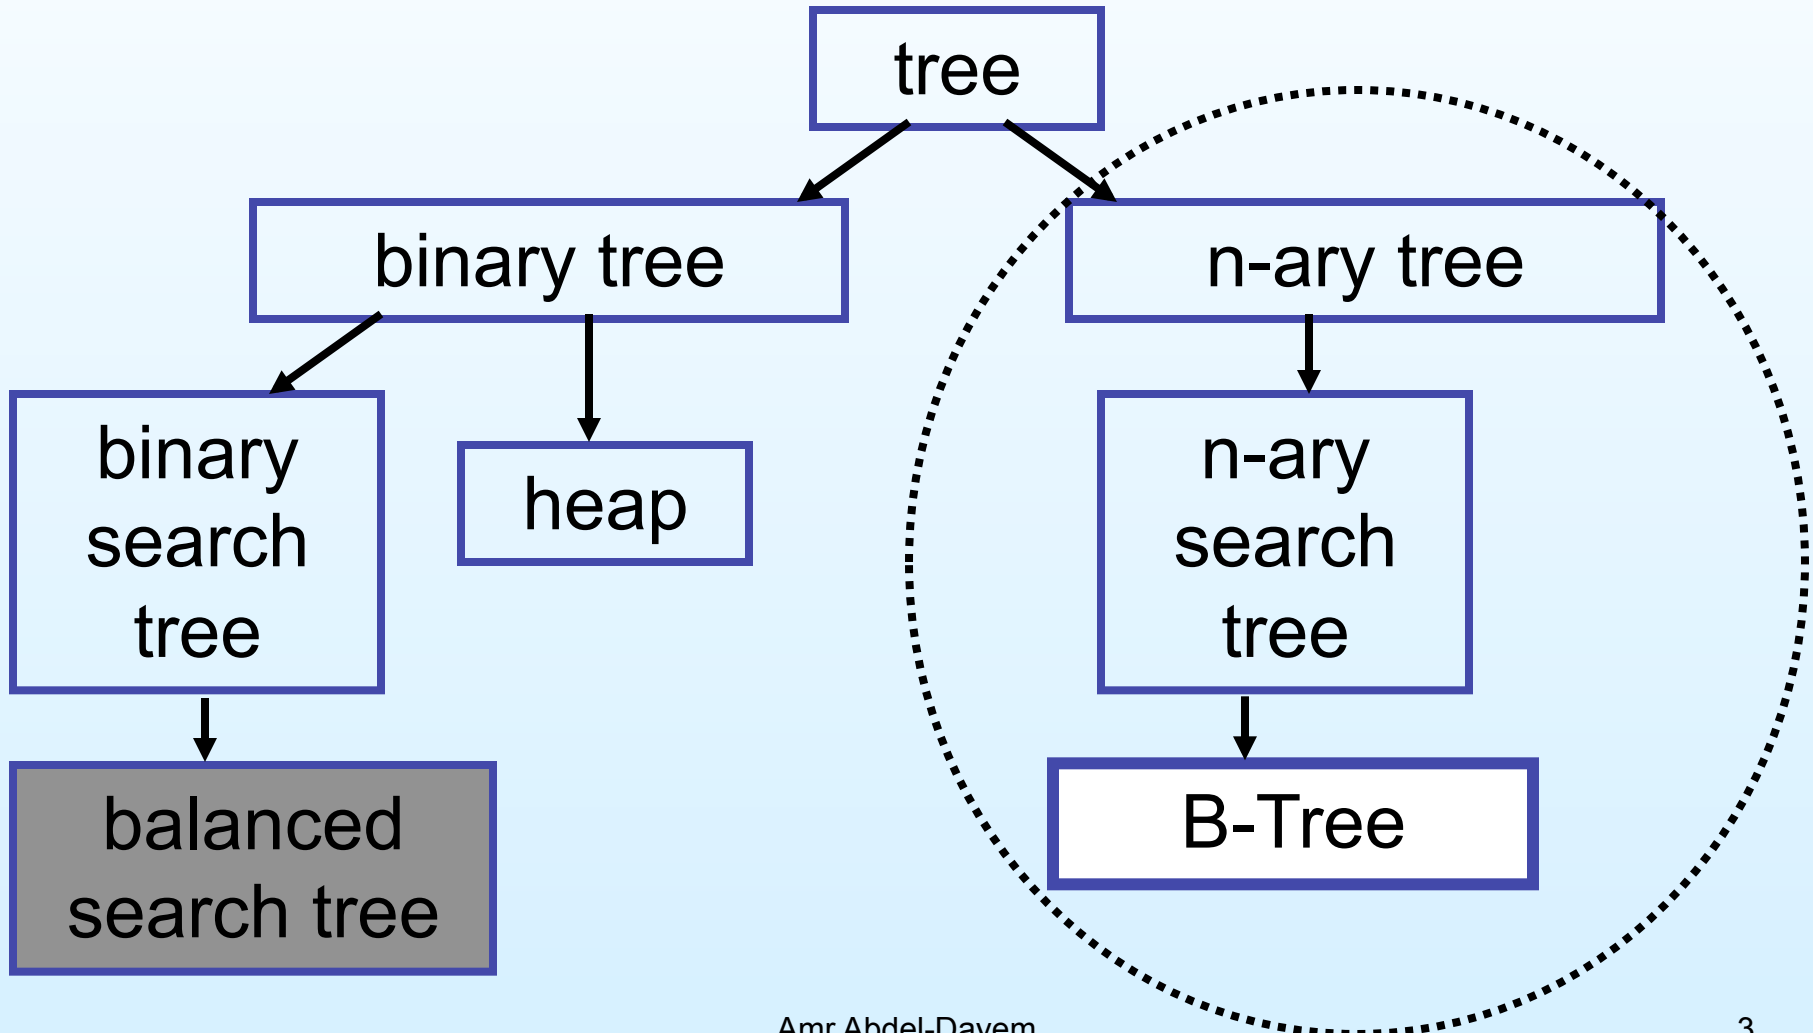 tree
binary tree
n-ary tree
binary
search
tree
heap
n-ary
search
tree
balanced
search tree
B-Tree
Amr Abdel-Dayem
3